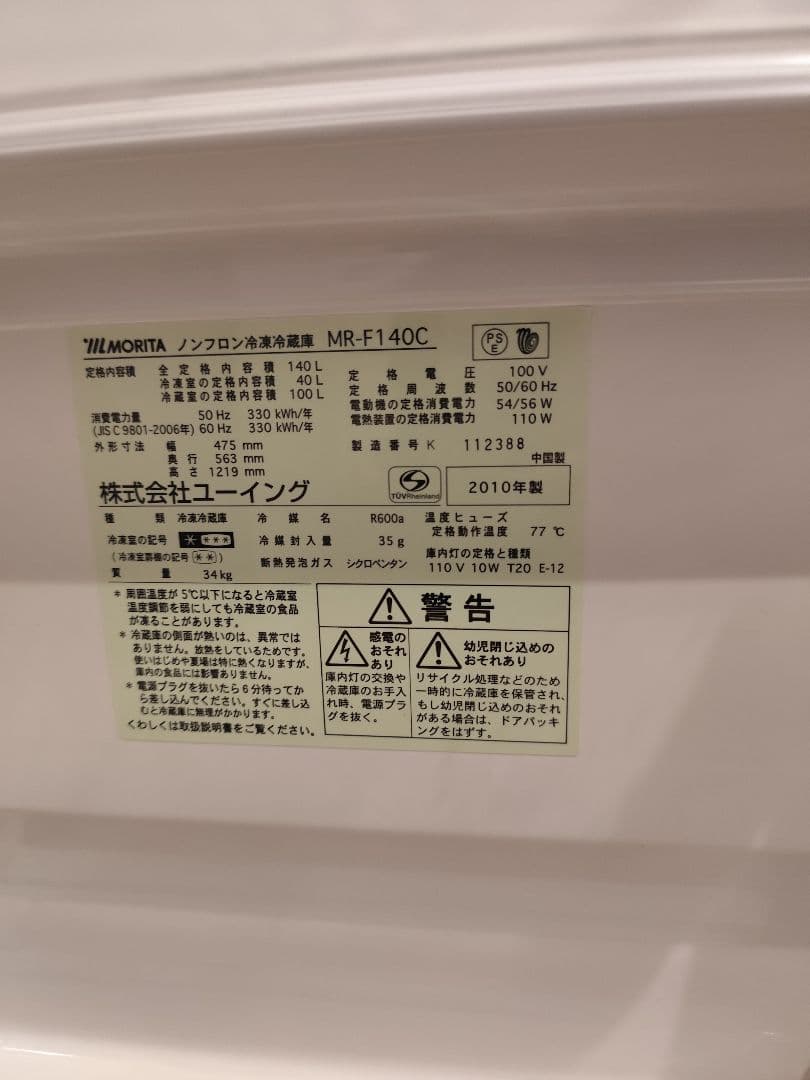 MORITA ノンフロン冷凍冷蔵庫 MR-F140C
PS
E
定格内容積 全定格内容積 140 L
冷凍室の定格内容積 40 L
冷蔵室の定格内容積 100 L
消費電力量 50 Hz 330 kWh/年
(JIS C 9801-2006年) 60 Hz 330 kWh/年
外形寸法 幅 475 mm
奥行 563 mm
高さ 1219 mm
定格電圧 100 V
定格周波数 50/60 Hz
電動機の定格消費電力 54/56 W
電熱装置の定格消費電力 110 W
製造番号 K 112388
中国製
株式会社ユーイング
TÜVRheinland
2010年製
種類 冷凍冷蔵庫
冷凍室の記号 * ***
(冷凍室扉棚の記号 ** )
質量 34 kg
冷媒名 R600a
冷媒封入量 35 g
断熱発泡ガス シクロペンタン
温度ヒューズ
定格動作温度 77 ℃
庫内灯の定格と種類
110 V 10W T20 E-12
* 周囲温度が5℃以下になると冷蔵室
温度調節を弱にしても冷蔵室の食品
が凍ることがあります。
* 冷蔵庫の側面が熱いのは、異常では
ありません。放熱をしているためです。
使いはじめや夏場は特に熱くなりますが、
庫内の食品には影響ありません。
* 電源プラグを抜いたら6分待ってか
ら差し込んでください。すぐに差し込
むと冷蔵庫に無理がかかります。
くわしくは取扱説明書をご覧ください。
警告
感電の
おそれ
あり
庫内灯の交換や
冷蔵庫のお手入
れ時、電源プラ
グを抜く。
幼児閉じ込めの
おそれあり
リサイクル処理などのため
一時的に冷蔵庫を保管され、
もし幼児閉じ込めのおそれ
がある場合は、ドアパッキ
ングをはずす。